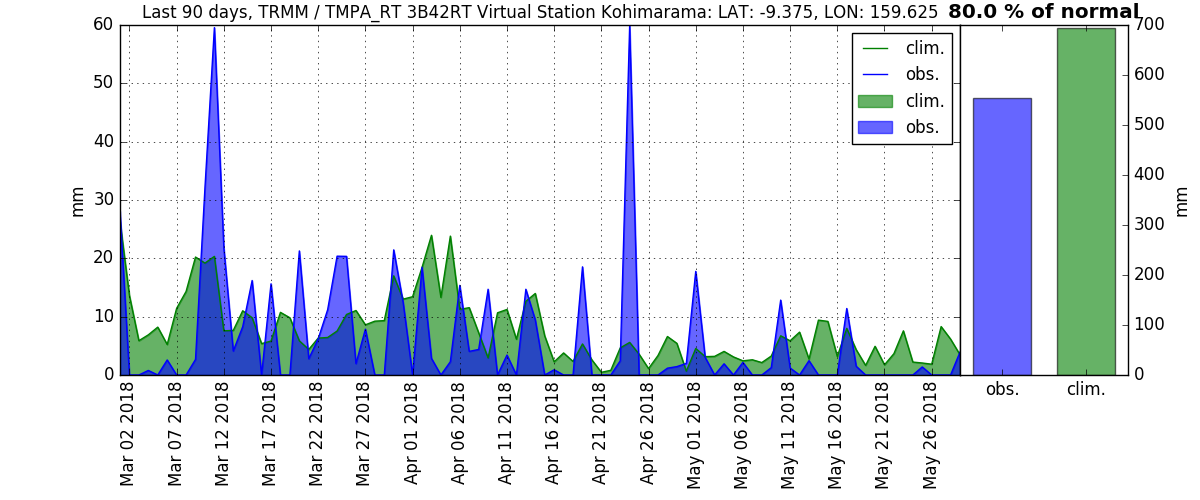 Last 90 days, TRMM / TMPA_RT 3B42RT Virtual Station Kohimarama: LAT: -9.375, LON: 159.625
80.0 % of normal
60
50
40
30
20
10
0
mm
clim.
obs.
clim.
obs.
Mar 02 2018
Mar 07 2018
Mar 12 2018
Mar 17 2018
Mar 22 2018
Mar 27 2018
Apr 01 2018
Apr 06 2018
Apr 11 2018
Apr 16 2018
Apr 21 2018
Apr 26 2018
May 01 2018
May 06 2018
May 11 2018
May 16 2018
May 21 2018
May 26 2018
700
600
500
400
300
200
100
0
mm
obs.
clim.